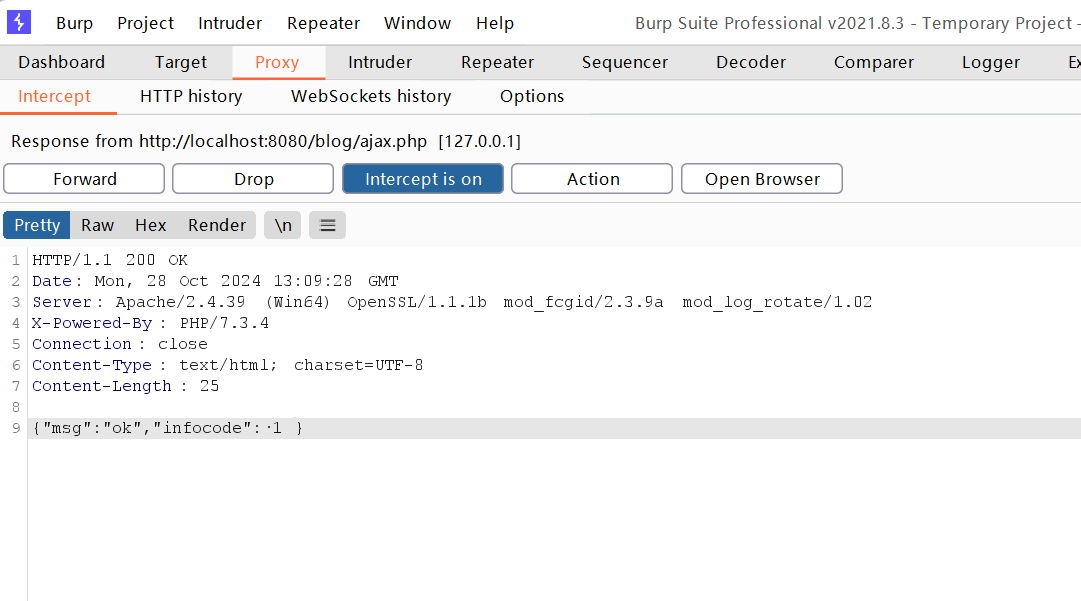 Burp Project Intruder Repeater Window Help Burp Suite Professional v2021.8.3 - Temporary Project -
Dashboard Target Proxy Intruder Repeater Sequencer Decoder Comparer Logger Ex
Intercept HTTP history WebSockets history Options
Response from http://localhost:8080/blog/ajax.php [127.0.0.1]
Forward Drop Intercept is on Action Open Browser
Pretty Raw Hex Render \n
1 HTTP/1.1 200 OK
2 Date: Mon, 28 Oct 2024 13:09:28 GMT
3 Server: Apache/2.4.39 (Win64) OpenSSL/1.1.1b mod_fcgid/2.3.9a mod_log_rotate/1.02
4 X-Powered-By: PHP/7.3.4
5 Connection: close
6 Content-Type: text/html; charset=UTF-8
7 Content-Length: 25
8
9 {"msg":"ok","infocode":·1 }